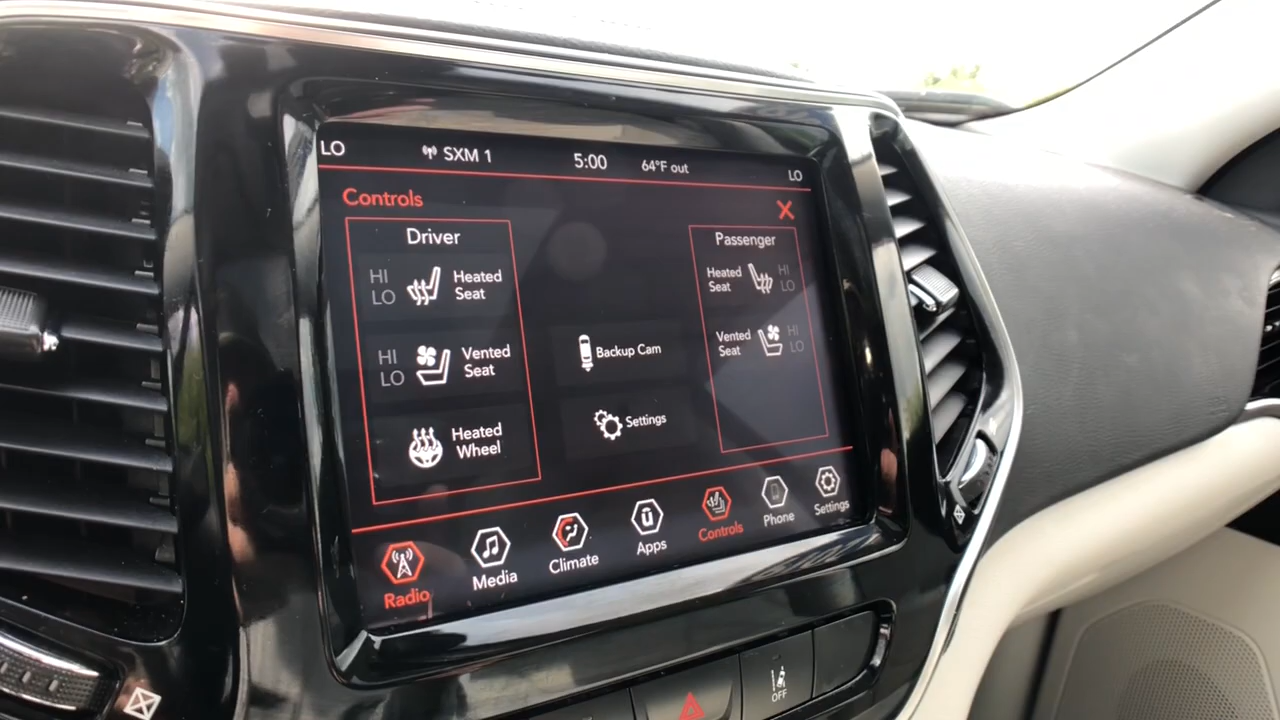 LO SXM 1 5:00 64°F out LO
Controls X
Driver
HI
LO
Heated
Seat
HI
LO
Vented
Seat
Heated
Wheel
Backup Cam
Settings
Passenger
Heated
Seat
HI
LO
Vented
Seat
HI
LO
Radio
Media
Climate
Apps
Controls
Phone
Settings
OFF